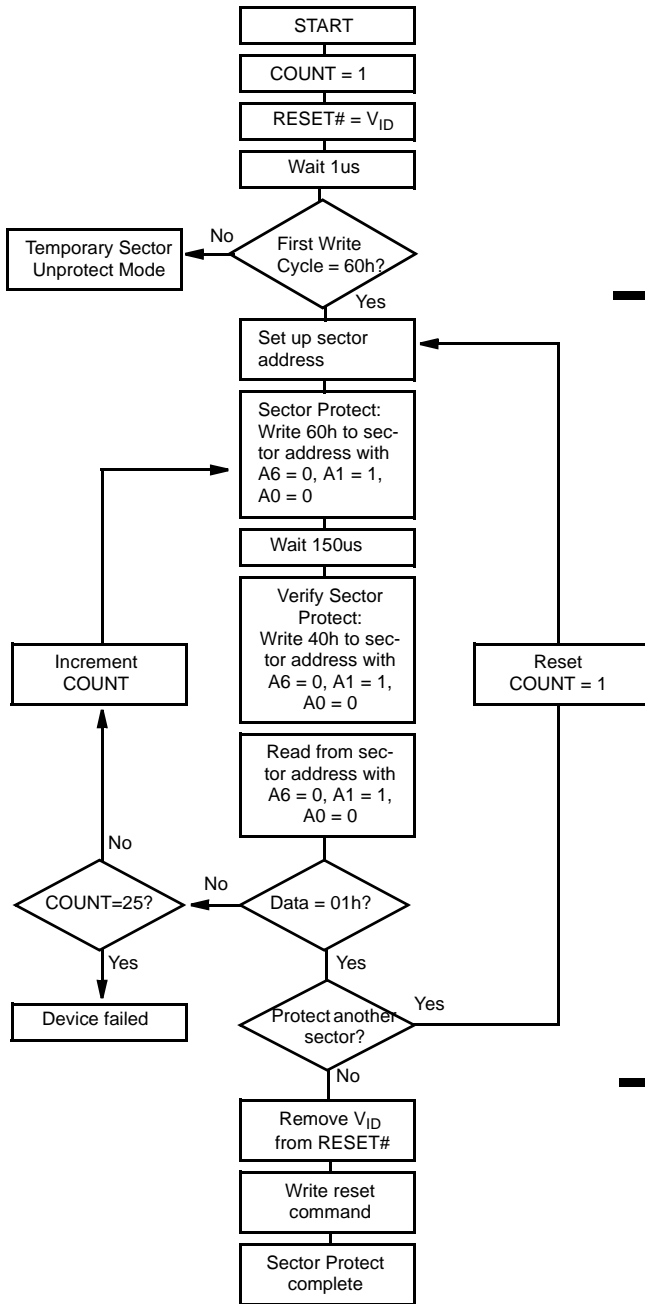 START
COUNT = 1
RESET# = VID
Wait 1us
First Write
Cycle = 60h?
No
Temporary Sector
Unprotect Mode
Yes
Set up sector
address
Sector Protect:
Write 60h to sec-
tor address with
A6 = 0, A1 = 1,
A0 = 0
Wait 150us
Verify Sector
Protect:
Write 40h to sec-
tor address with
A6 = 0, A1 = 1,
A0 = 0
Increment
COUNT
Reset
COUNT = 1
Read from sec-
tor address with
A6 = 0, A1 = 1,
A0 = 0
No
COUNT=25?
No
Data = 01h?
Yes
Yes
Device failed
Protect another
sector?
Yes
No
Remove VID
from RESET#
Write reset
command
Sector Protect
complete